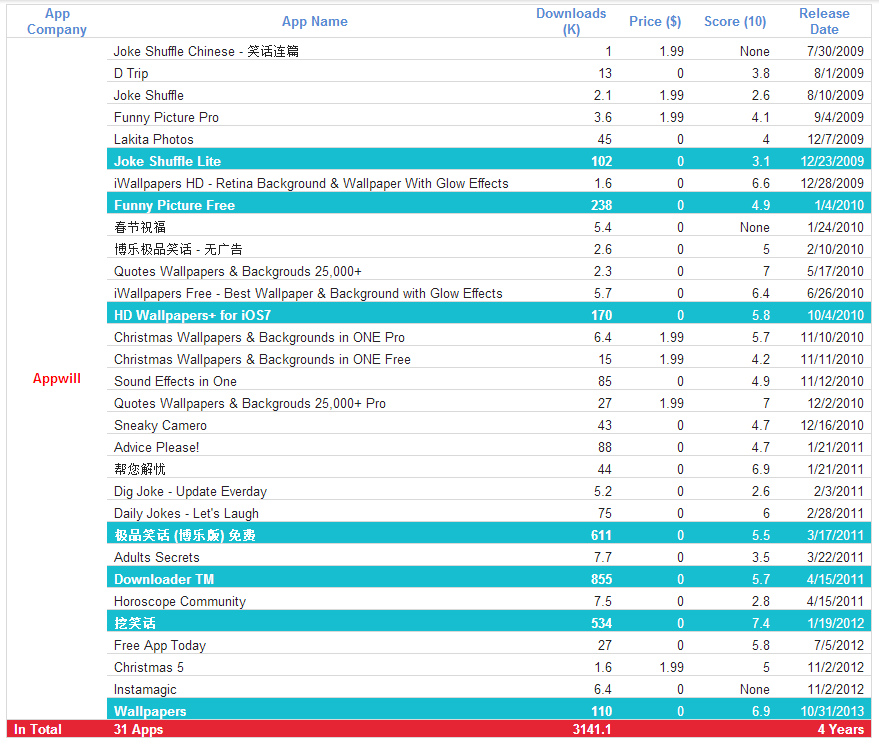 App Company App Name Downloads (K) Price ($) Score (10) Release Date
Joke Shuffle Chinese - 笑话连篇 1 1.99 None 7/30/2009
D Trip 13 0 3.8 8/1/2009
Joke Shuffle 2.1 1.99 2.6 8/10/2009
Funny Picture Pro 3.6 1.99 4.1 9/4/2009
Lakita Photos 45 0 4 12/7/2009
Joke Shuffle Lite 102 0 3.1 12/23/2009
iWallpapers HD - Retina Background & Wallpaper With Glow Effects 1.6 0 6.6 12/28/2009
Funny Picture Free 238 0 4.9 1/4/2010
春节祝福 5.4 0 None 1/24/2010
博乐极品笑话 - 无广告 2.6 0 5 2/10/2010
Quotes Wallpapers & Backgrouds 25,000+ 2.3 0 7 5/17/2010
iWallpapers Free - Best Wallpaper & Background with Glow Effects 5.7 0 6.4 6/26/2010
HD Wallpapers+ for iOS7 170 0 5.8 10/4/2010
Christmas Wallpapers & Backgrounds in ONE Pro 6.4 1.99 5.7 11/10/2010
Christmas Wallpapers & Backgrounds in ONE Free 15 1.99 4.2 11/11/2010
Appwill Sound Effects in One 85 0 4.9 11/12/2010
Quotes Wallpapers & Backgrouds 25,000+ Pro 27 1.99 7 12/2/2010
Sneaky Camero 43 0 4.7 12/16/2010
Advice Please! 88 0 4.7 1/21/2011
帮您解忧 44 0 6.9 1/21/2011
Dig Joke - Update Everday 5.2 0 2.6 2/3/2011
Daily Jokes - Let's Laugh 75 0 6 2/28/2011
极品笑话 (博乐版) 免费 611 0 5.5 3/17/2011
Adults Secrets 7.7 0 3.5 3/22/2011
Downloader TM 855 0 5.7 4/15/2011
Horoscope Community 7.5 0 2.8 4/15/2011
挖笑话 534 0 7.4 1/19/2012
Free App Today 27 0 5.8 7/5/2012
Christmas 5 1.6 1.99 5 11/2/2012
Instamagic 6.4 0 None 11/2/2012
Wallpapers 110 0 6.9 10/31/2013
In Total 31 Apps 3141.1 4 Years